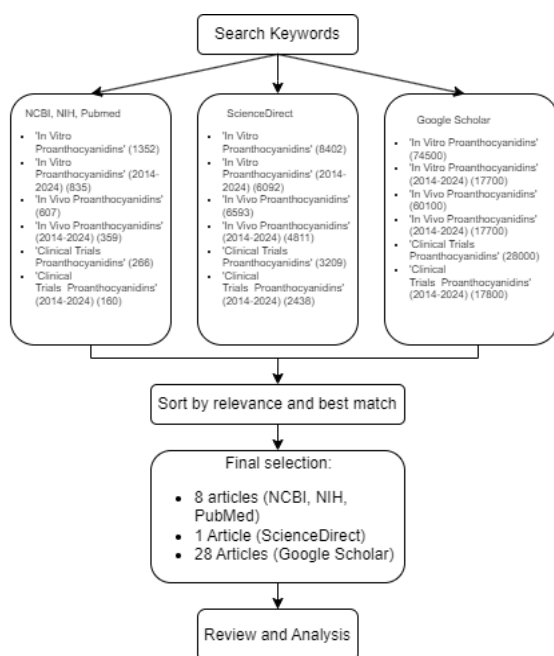 Search Keywords
NCBI, NIH, Pubmed
• 'In Vitro
Proanthocyanidins' (1352)
• 'In Vitro
Proanthocyanidins' (2014-
2024) (835)
• 'In Vivo Proanthocyanidins'
(607)
• 'In Vivo Proanthocyanidins'
(2014-2024) (359)
• 'Clinical Trials
Proanthocyanidins' (266)
• 'Clinical
Trials Proanthocyanidins'
(2014-2024) (160)
ScienceDirect
• 'In Vitro
Proanthocyanidins' (8402)
• 'In Vitro
Proanthocyanidins' (2014-
2024) (6092)
• 'In Vivo Proanthocyanidins'
(6593)
• 'In Vivo Proanthocyanidins'
(2014-2024) (4811)
• 'Clinical Trials
Proanthocyanidins' (3209)
• 'Clinical
Trials Proanthocyanidins'
(2014-2024) (2438)
Google Scholar
• 'In Vitro Proanthocyanidins'
(74500)
• 'In Vitro Proanthocyanidins'
(2014-2024) (17700)
• 'In Vivo Proanthocyanidins'
(60100)
• 'In Vivo Proanthocyanidins'
(2014-2024) (17700)
• 'Clinical Trials
Proanthocyanidins' (28000)
• 'Clinical
Trials Proanthocyanidins'
(2014-2024) (17800)
Sort by relevance and best match
Final selection:
• 8 articles (NCBI, NIH,
PubMed)
• 1 Article (ScienceDirect)
• 28 Articles (Google Scholar)
Review and Analysis